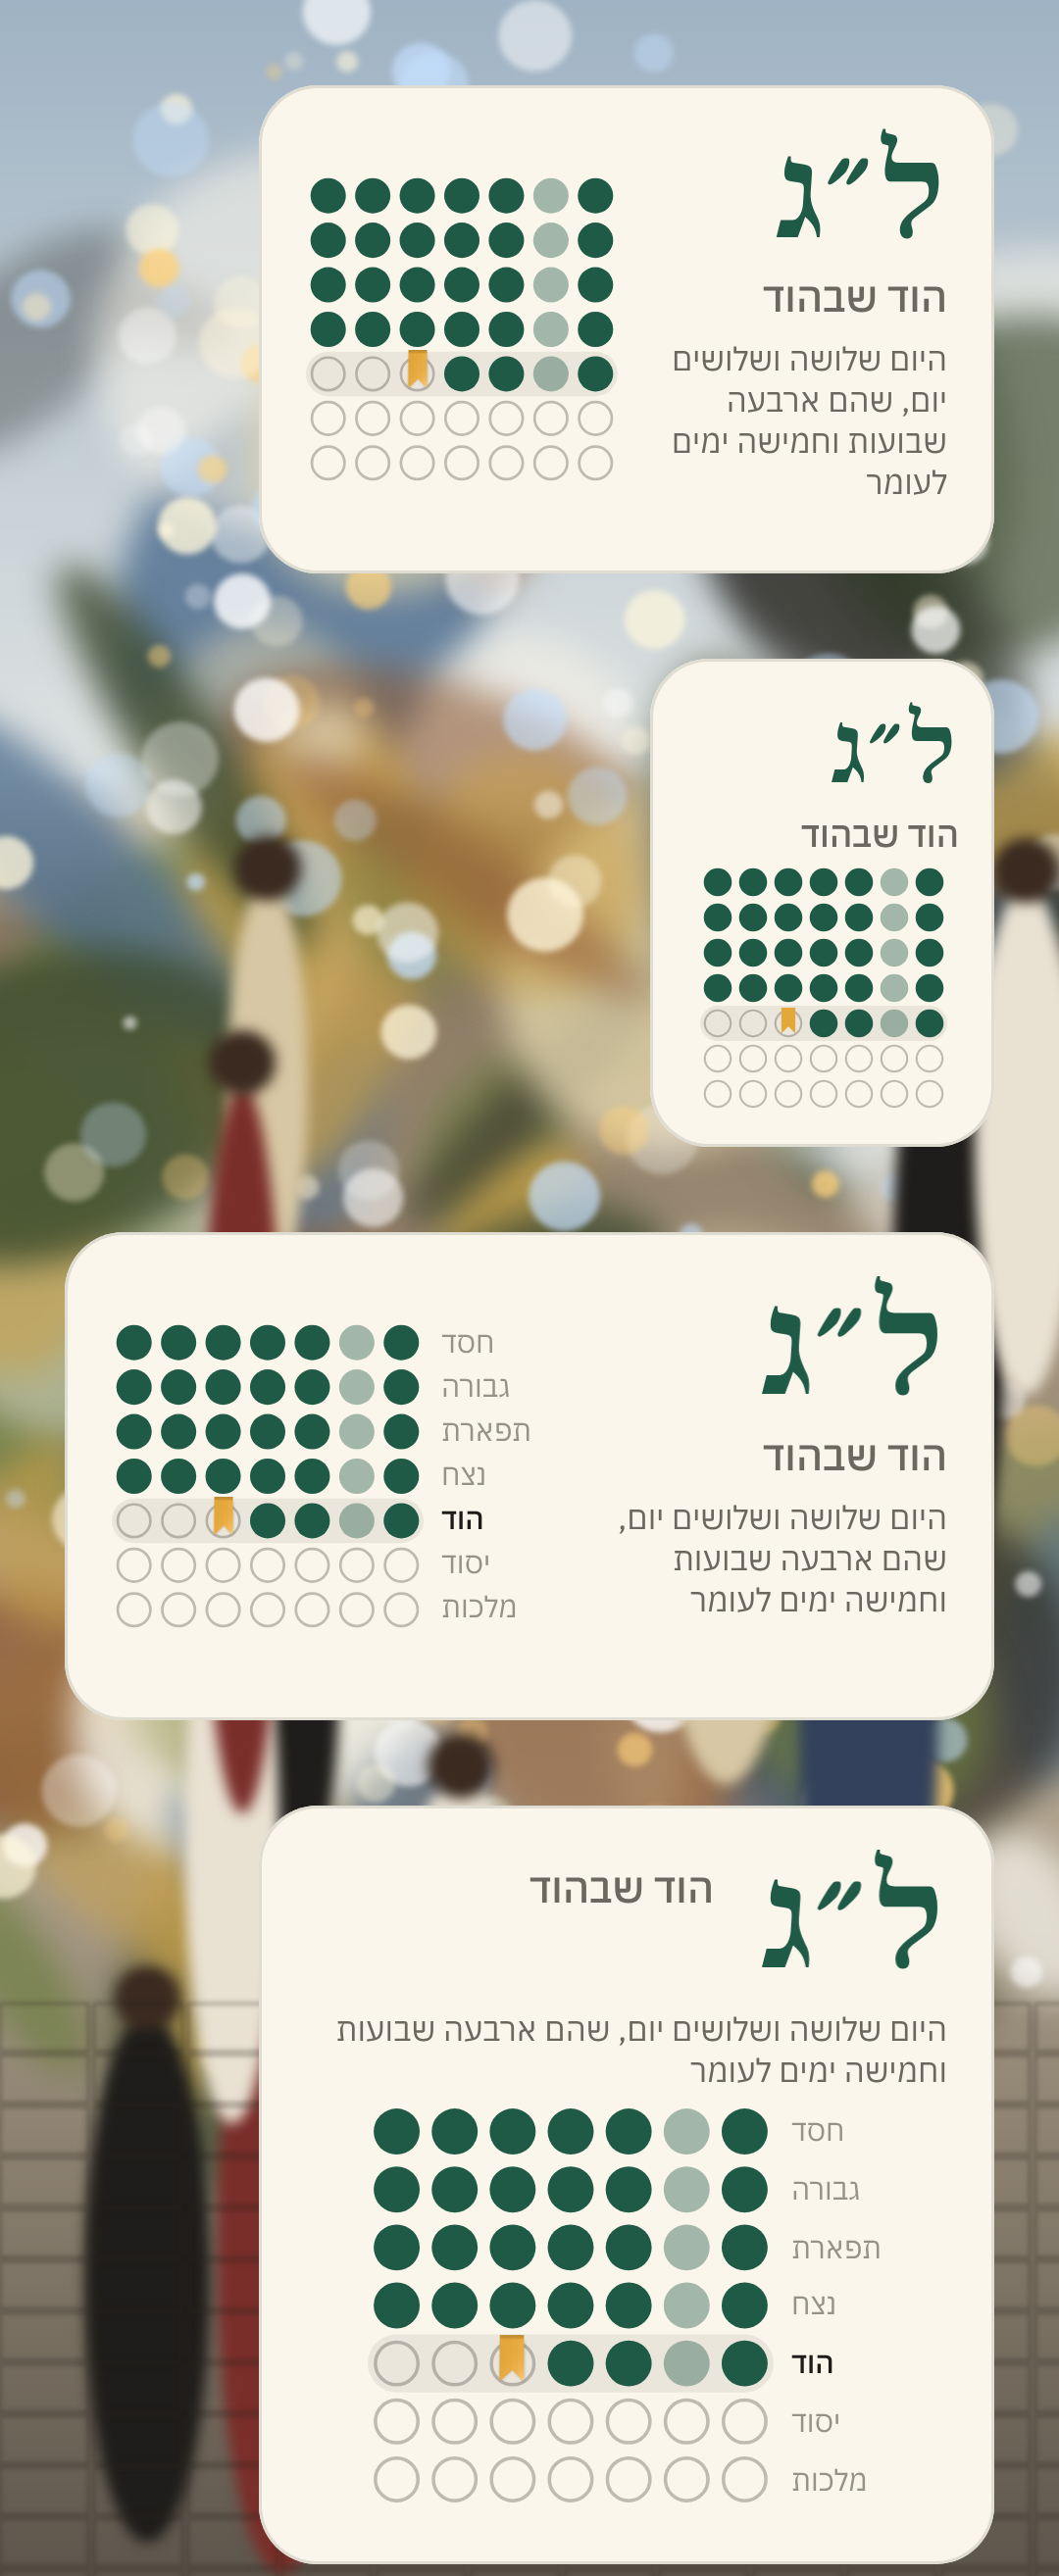 ל״ג
הוד שבהוד
היום שלושה ושלושים
יום, שהם ארבעה
שבועות וחמישה ימים
לעומר
ל״ג
הוד שבהוד
ל״ג
הוד שבהוד
היום שלושה ושלושים יום,
שהם ארבעה שבועות
וחמישה ימים לעומר
חסד
גבורה
תפארת
נצח
הוד
יסוד
מלכות
ל״ג
הוד שבהוד
היום שלושה ושלושים יום, שהם ארבעה שבועות
וחמישה ימים לעומר
חסד
גבורה
תפארת
נצח
הוד
יסוד
מלכות